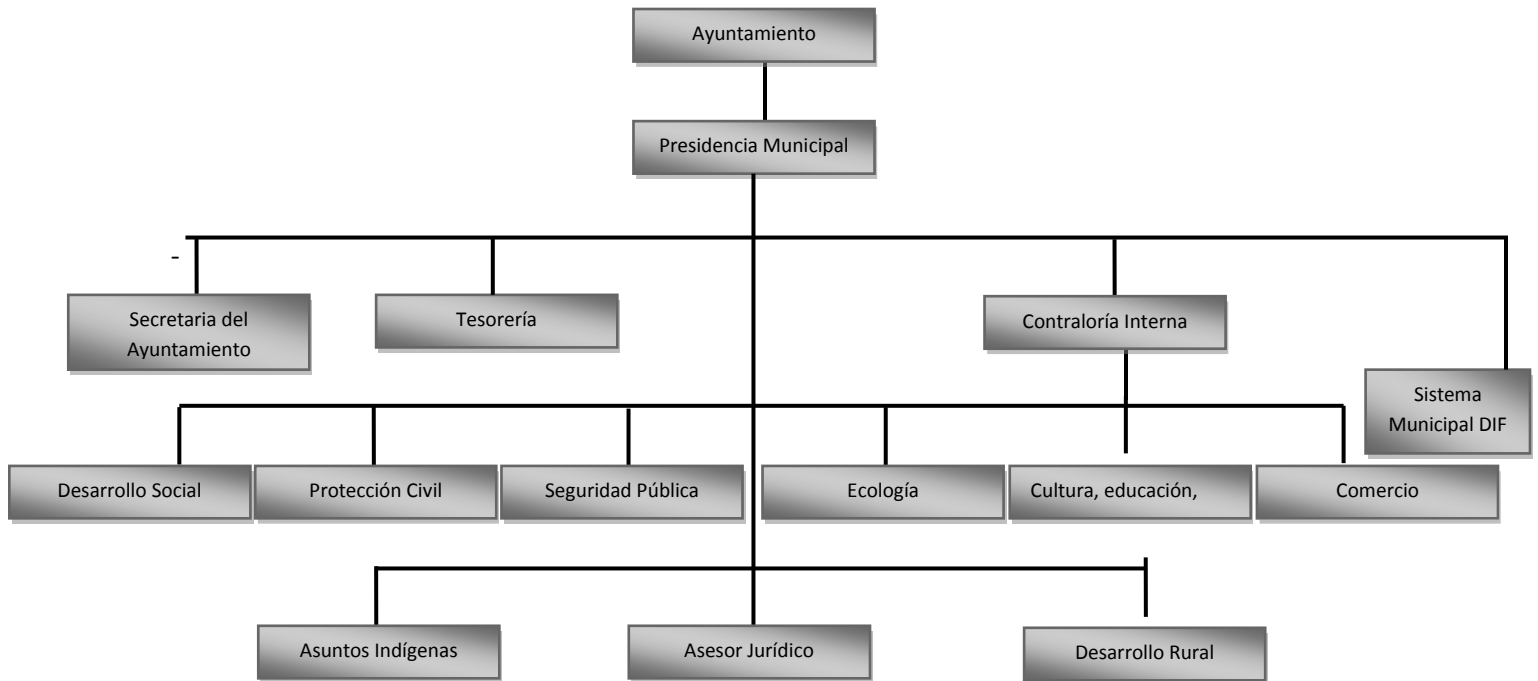 Ayuntamiento
Presidencia Municipal
-
Secretaria del
Ayuntamiento
Tesorería
Contraloría Interna
Sistema
Municipal DIF
Desarrollo Social
Protección Civil
Seguridad Pública
Ecología
Cultura, educación,
Comercio
Asuntos Indígenas
Asesor Jurídico
Desarrollo Rural